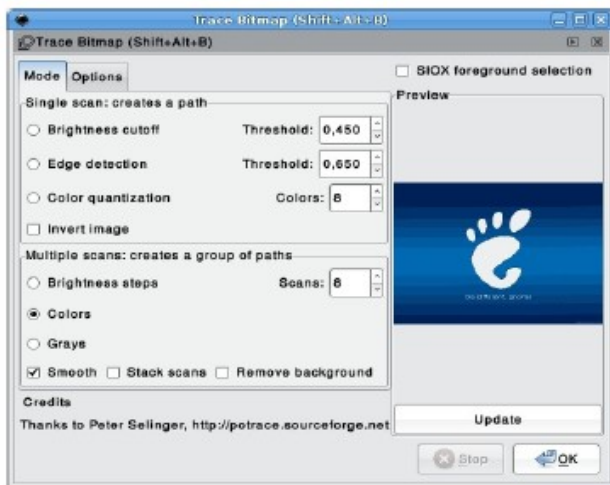 Trace Bitmap (Shift+Alt+B)
Trace Bitmap (Shift+Alt+B)
Mode Options
SIOX foreground selection
Preview
Single scan: creates a path
Brightness cutoff Threshold: 0,450
Edge detection Threshold: 0,650
Color quantization Colors: 8
Invert image
Multiple scans: creates a group of paths
Brightness steps Scans: 8
Colors
Grays
Smooth Stack scans Remove background
Credits
Thanks to Peter Selinger, http://potrace.sourceforge.net
Update
Stop OK